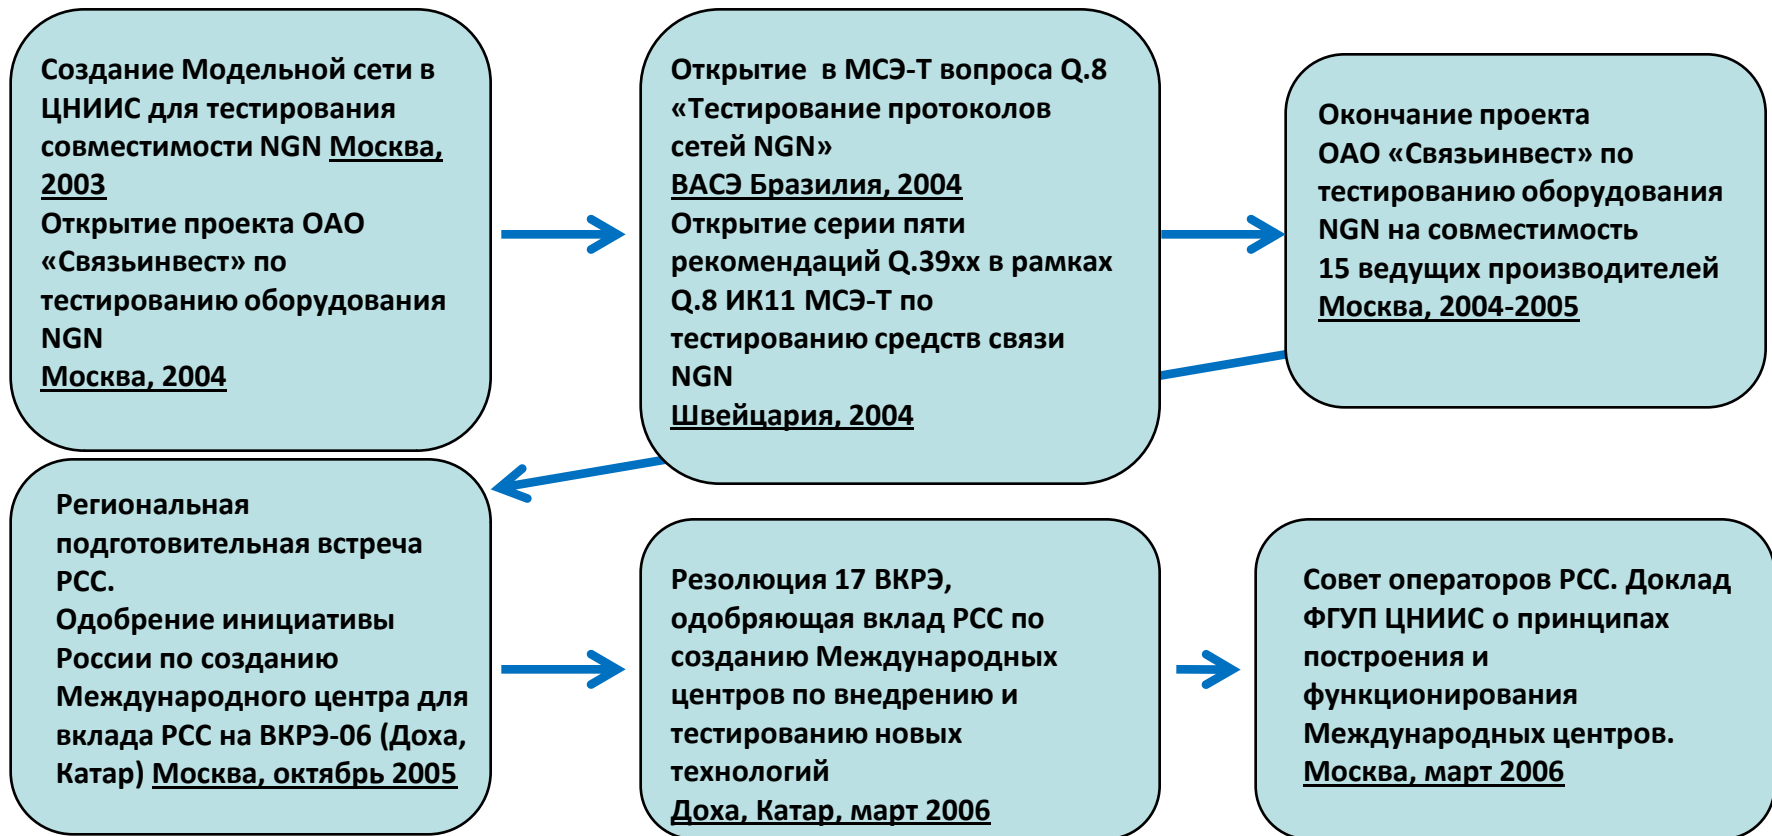 Создание Модельной сети в
ЦНИИС для тестирования
совместимости NGN Москва,
2003
Открытие проекта ОАО
«Связьинвест» по
тестированию оборудования
NGN
Москва, 2004
Открытие в МСЭ-Т вопроса Q.8
«Тестирование протоколов
сетей NGN»
ВАСЭ Бразилия, 2004
Открытие серии пяти
рекомендаций Q.39xx в рамках
Q.8 ИК11 МСЭ-Т по
тестированию средств связи
NGN
Швейцария, 2004
Окончание проекта
ОАО «Связьинвест» по
тестированию оборудования
NGN на совместимость
15 ведущих производителей
Москва, 2004-2005
Региональная
подготовительная встреча
РСС.
Одобрение инициативы
России по созданию
Международного центра для
вклада РСС на ВКРЭ-06 (Доха,
Катар) Москва, октябрь 2005
Резолюция 17 ВКРЭ,
одобряющая вклад РСС по
созданию Международных
центров по внедрению и
тестированию новых
технологий
Доха, Катар, март 2006
Совет операторов РСС. Доклад
ФГУП ЦНИИС о принципах
построения и
функционирования
Международных центров.
Москва, март 2006